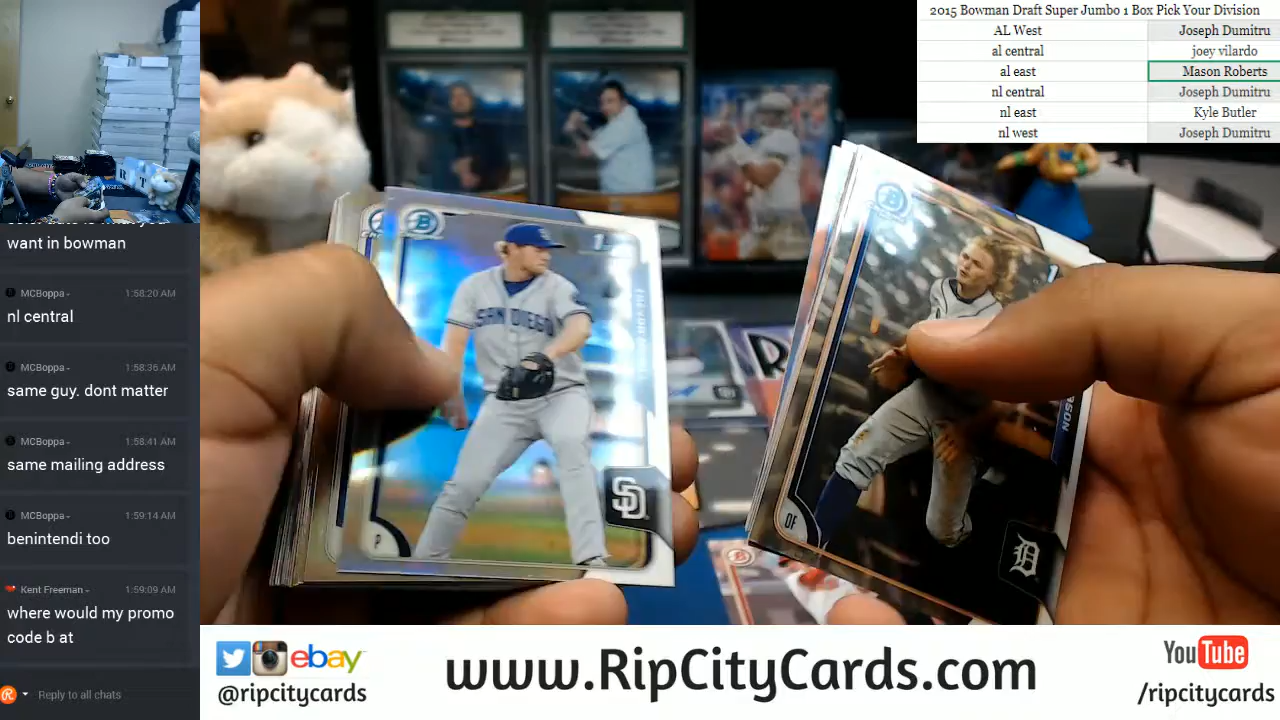 2015 Bowman Draft Super Jumbo 1 Box Pick Your Division
AL West Joseph Dumitru
al central joey vilardo
al east Mason Roberts
nl central Joseph Dumitru
nl east Kyle Butler
nl west Joseph Dumitru
want in bowman
MCBoppa 1:58:20 AM
nl central
MCBoppa 1:58:36 AM
same guy. dont matter
MCBoppa 1:58:41 AM
same mailing address
MCBoppa 1:59:14 AM
benintendi too
Kent Freeman 1:59:09 AM
where would my promo
code b at
Reply to all chats
B
SAN DIEGO
SD
P
B
OF
D
ebay
@ripcitycards
www.RipCityCards.com
YouTube
/ripcitycards